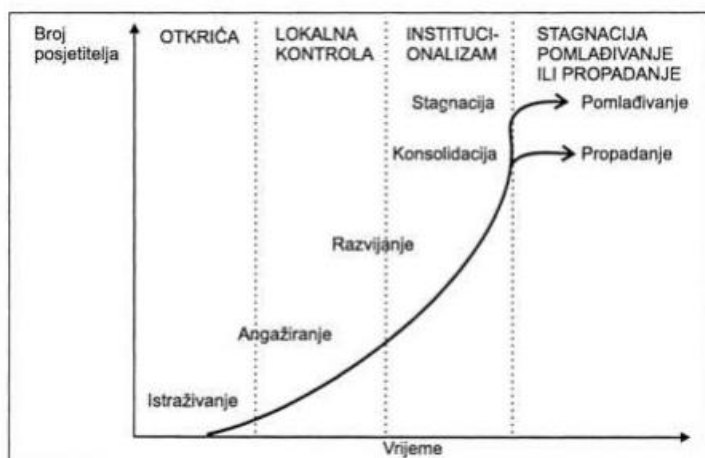 Broj
posjetitelja
OTKRIĆA
LOKALNA
KONTROLA
INSTITUCI-
ONALIZAM
STAGNACIJA
POMLAĐIVANJE
ILI PROPADANJE
Stagnacija
Pomlađivanje
Konsolidacija
Propadanje
Razvijanje
Angažiranje
Istraživanje
Vrijeme